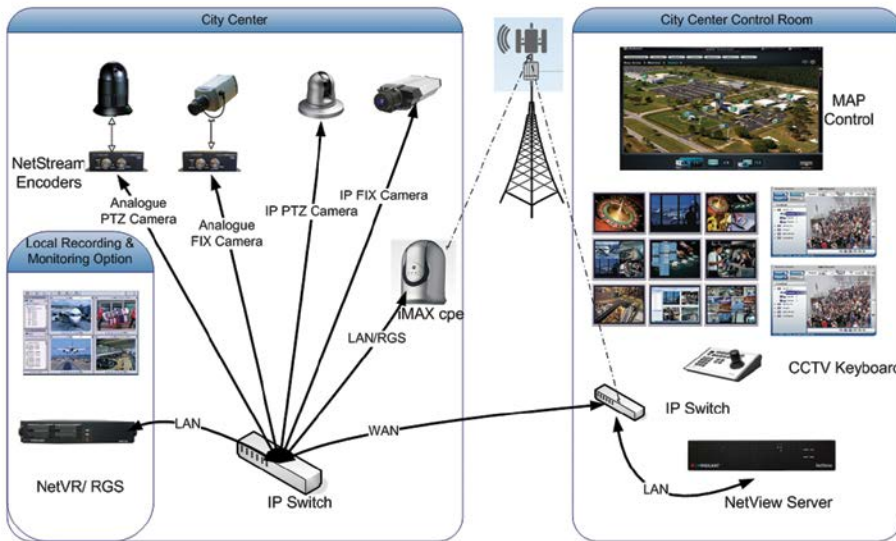 City Center
City Center Control Room
MAP
Control
NetStream
Encoders
Analogue
PTZ Camera
Analogue
FIX Camera
IP PTZ Camera
IP FIX Camera
Local Recording &
Monitoring Option
IMAX cpe
LAN/RGS
CCTV Keyboard
LAN
WAN
IP Switch
NetVR/ RGS
IP Switch
LAN
NetView Server